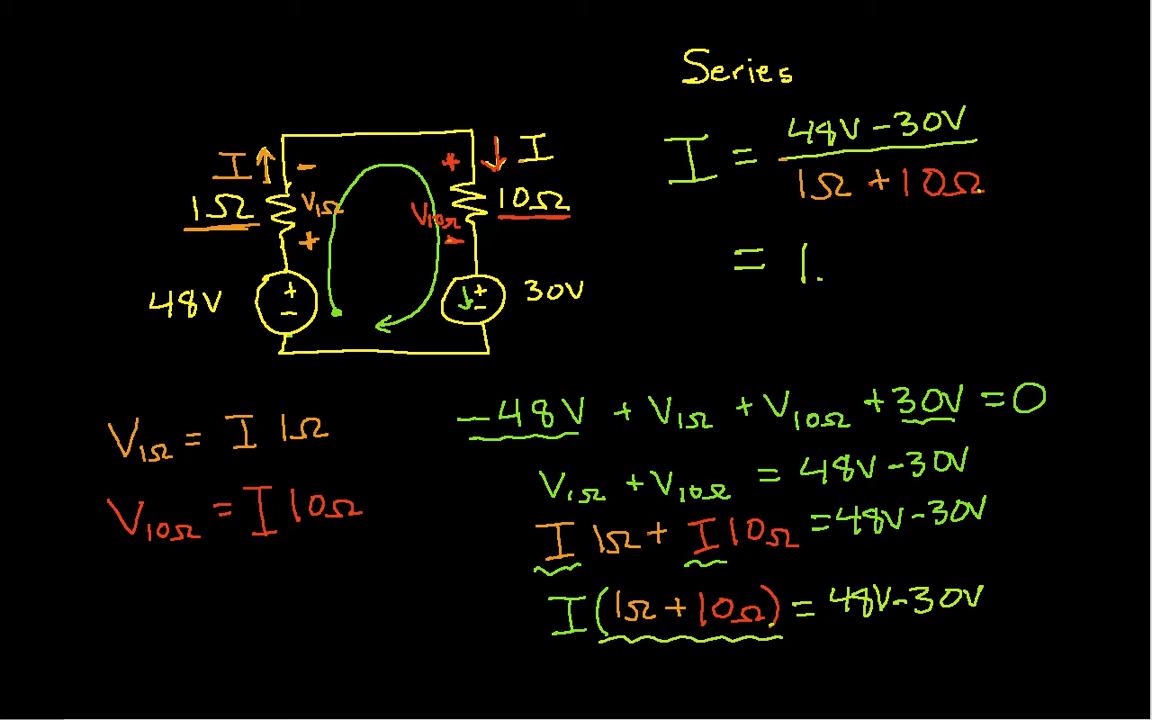 Series
I = 48V - 30V
1Ω + 10Ω
= 1.
I
I
1Ω
V1Ω
V10Ω
10Ω
- 
+
+
-
48V
+
-
+
-
30V
-48V + V1Ω + V10Ω + 30V = 0
V1Ω = I 1Ω
V1Ω + V10Ω = 48V - 30V
V10Ω = I 10Ω
I 1Ω + I 10Ω = 48V - 30V
I (1Ω + 10Ω) = 48V - 30V